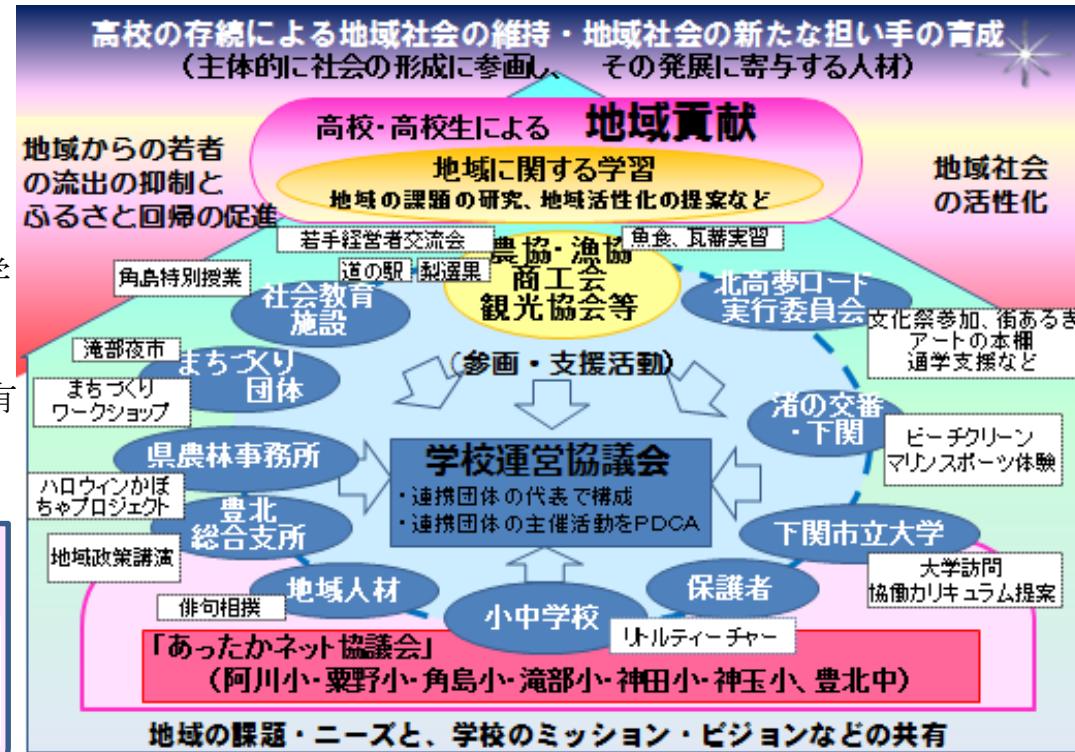 高校の存続による地域社会の維持・地域社会の新たな担い手の育成
（主体的に社会の形成に参画し、 その発展に寄与する人材）
高校・高校生による 地域貢献
地域に関する学習
地域の課題の研究、地域活性化の提案など
地域からの若者
の流出の抑制と
ふるさと回帰の促進
地域社会
の活性化
若手経営者交流会
魚食、瓦蕎実習
道の駅
梨選果
農協・漁協
商工会
観光協会等
角島特別授業
社会教育
施設
北高夢ロード
実行委員会
文化祭参加、街あるき
アートの本棚
通学支援など
滝部夜市
まちづくり
団体
まちづくり
ワークショップ
（参画・支援活動）
渚の交番
・下関
ビーチクリーン
マリンスポーツ体験
県農林事務所
ハロウィンかぼ
ちゃプロジェクト
学校運営協議会
・連携団体の代表で構成
・連携団体の主催活動をPDCA
豊北
総合支所
地域政策講演
下関市立大学
大学訪問
協働カリキュラム提案
地域人材
俳句相撲
小中学校
リトルティーチャー
保護者
「あったかネット協議会」
（阿川小・粟野小・角島小・滝部小・神田小・神玉小、豊北中）
地域の課題・ニーズと、学校のミッション・ビジョンなどの共有
有